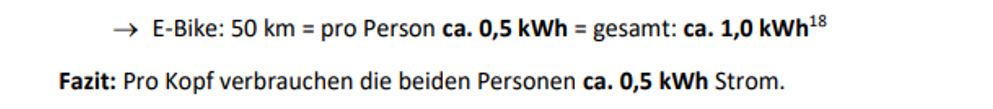 → E-Bike: 50 km = pro Person ca. 0,5 kWh = gesamt: ca. 1,0 kWh¹⁸
Fazit: Pro Kopf verbrauchen die beiden Personen ca. 0,5 kWh Strom.